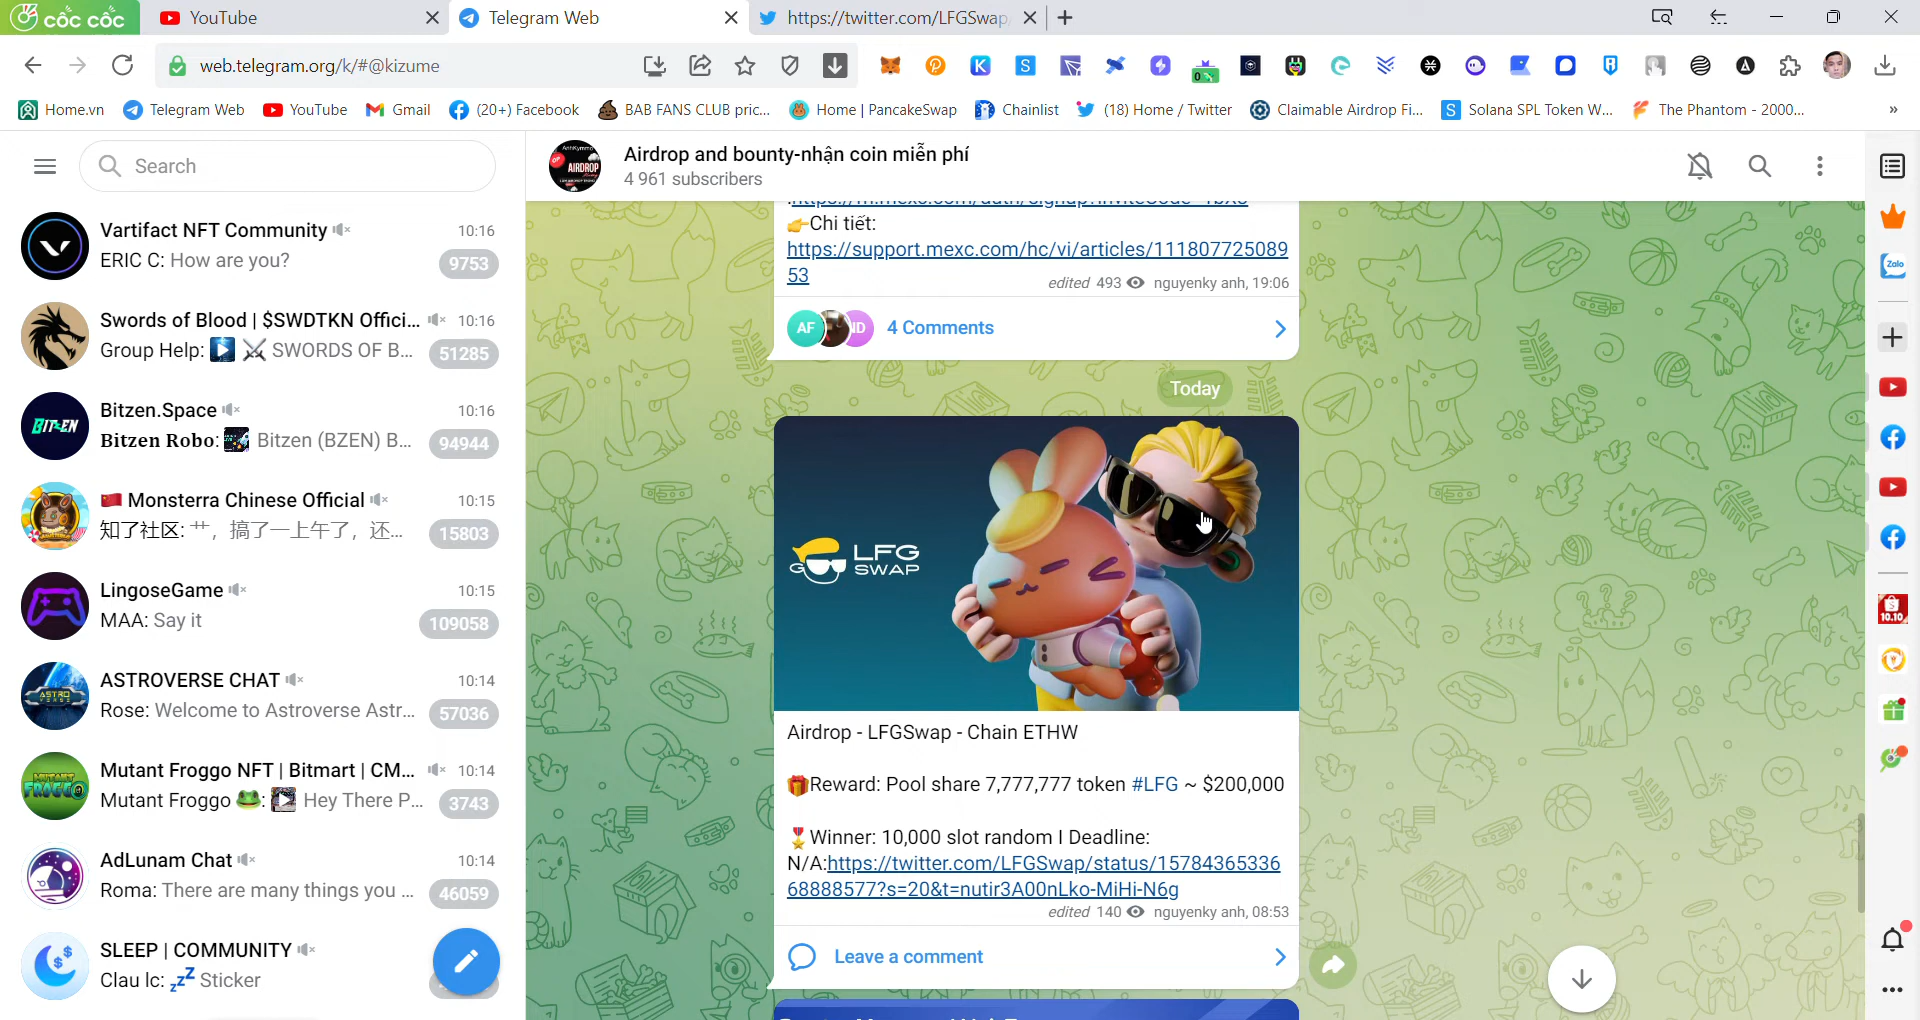 cốc cốc
YouTube
Telegram Web
https://twitter.com/LFGSwap
web.telegram.org/k/#@kizume
Home.vn
Telegram Web
YouTube
Gmail
(20+) Facebook
BAB FANS CLUB pric...
Home | PancakeSwap
Chainlist
(18) Home / Twitter
Claimable Airdrop Fi...
Solana SPL Token W...
The Phantom - 2000...
Search
Vartifact NFT Community
10:16
ERIC C: How are you?
9753
Swords of Blood | $SWDTKN Offici...
10:16
Group Help: SWORDS OF B...
51285
Bitzen.Space
10:16
Bitzen Robo: Bitzen (BZEN) B...
94944
Monsterra Chinese Official
10:15
知了社区: 艹，搞了一上午了，还...
15803
LingoseGame
10:15
MAA: Say it
109058
ASTROVERSE CHAT
10:14
Rose: Welcome to Astroverse Astr...
57036
Mutant Froggo NFT | Bitmart | CM...
10:14
Mutant Froggo 🐸: Hey There P...
3743
AdLunam Chat
10:14
Roma: There are many things you ...
46059
SLEEP | COMMUNITY
Clau Ic: 💤 Sticker
Airdrop and bounty-nhận coin miễn phí
4 961 subscribers
👉Chi tiết:
https://support.mexc.com/hc/vi/articles/111807725089
53
edited 493 nguyenky anh, 19:06
4 Comments
Today
LFG
SWAP
Airdrop - LFGSwap - Chain ETHW
🎁Reward: Pool share 7,777,777 token #LFG ~ $200,000
🎖Winner: 10,000 slot random I Deadline:
N/A:https://twitter.com/LFGSwap/status/15784365336
68888577?s=20&t=nutir3A00nLko-MiHi-N6g
edited 140 nguyenky anh, 08:53
Leave a comment
Zalo
10.10